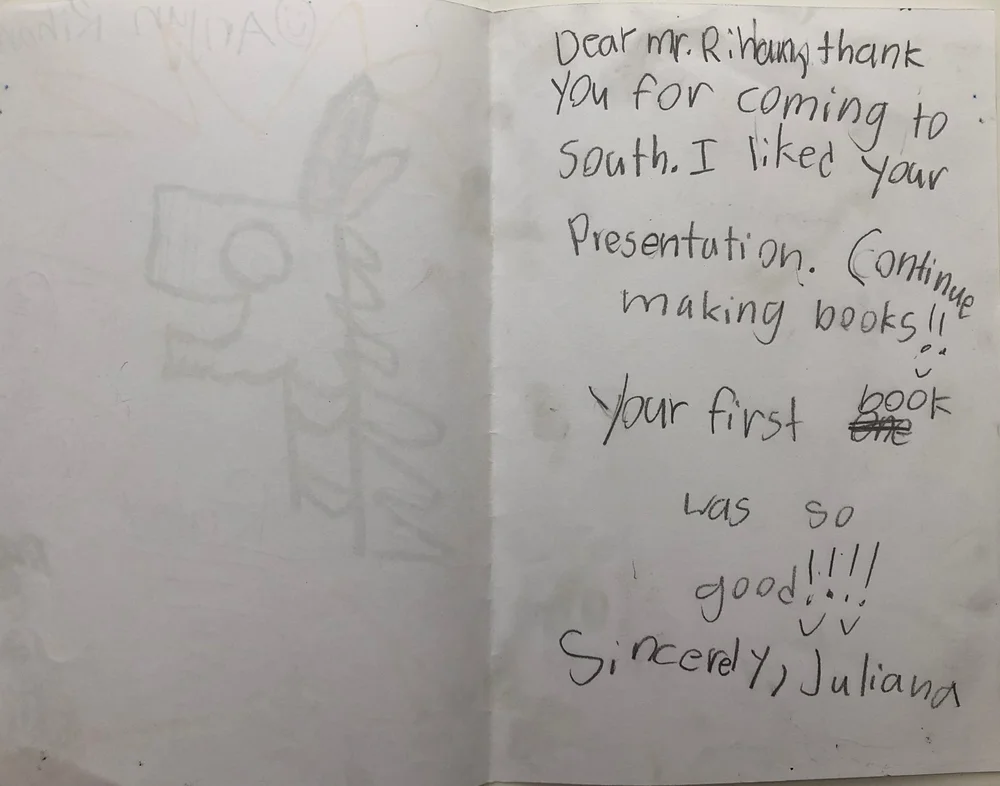 Dear mr. thank
you for coming to
South. I liked your
Presentation. Continue
making books!!
Your first book
was so
good!!!!
Sincerely, Juliana